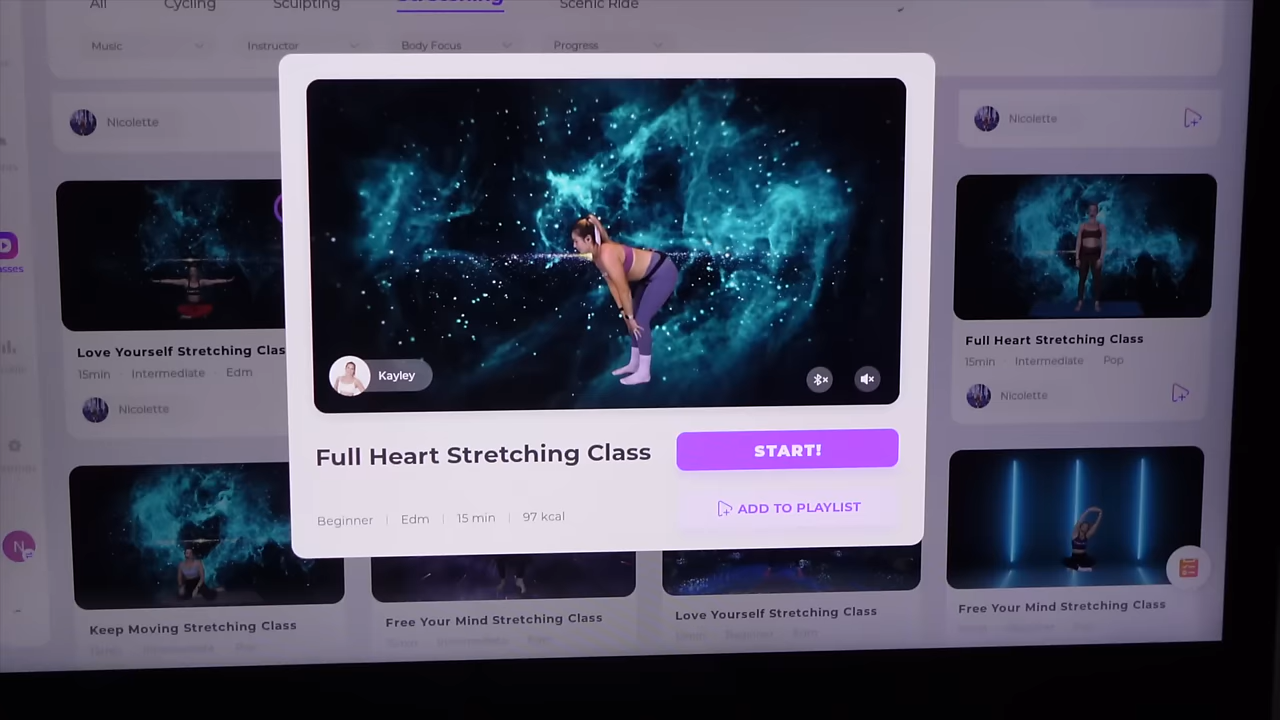 All Cycling Sculpting Stretching Scenic Ride
Music Instructor Body Focus Progress
Nicolette
Nicolette
Kayley
Full Heart Stretching Class
START!
Beginner | Edm | 15 min | 97 kcal
ADD TO PLAYLIST
Love Yourself Stretching Clas
15min · Intermediate · Edm
Nicolette
Full Heart Stretching Class
15min · Intermediate · Pop
Nicolette
N
Keep Moving Stretching Class
Free Your Mind Stretching Class
Love Yourself Stretching Class
Free Your Mind Stretching Class